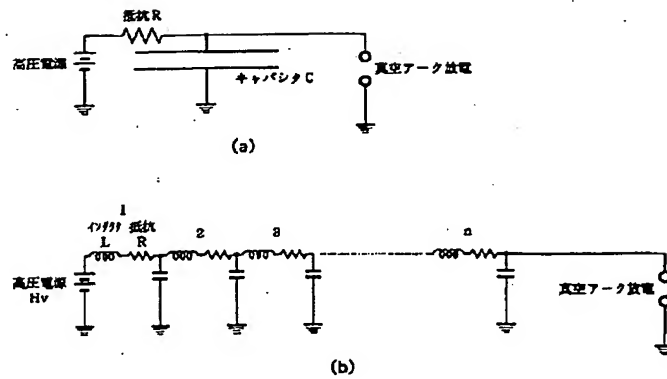 抵抗 R
高圧電源
キャパシタ C
真空アーク放電
(a)
1
インダクタ 抵抗
L R 2 3 n
高圧電源
Hv
真空アーク放電
(b)